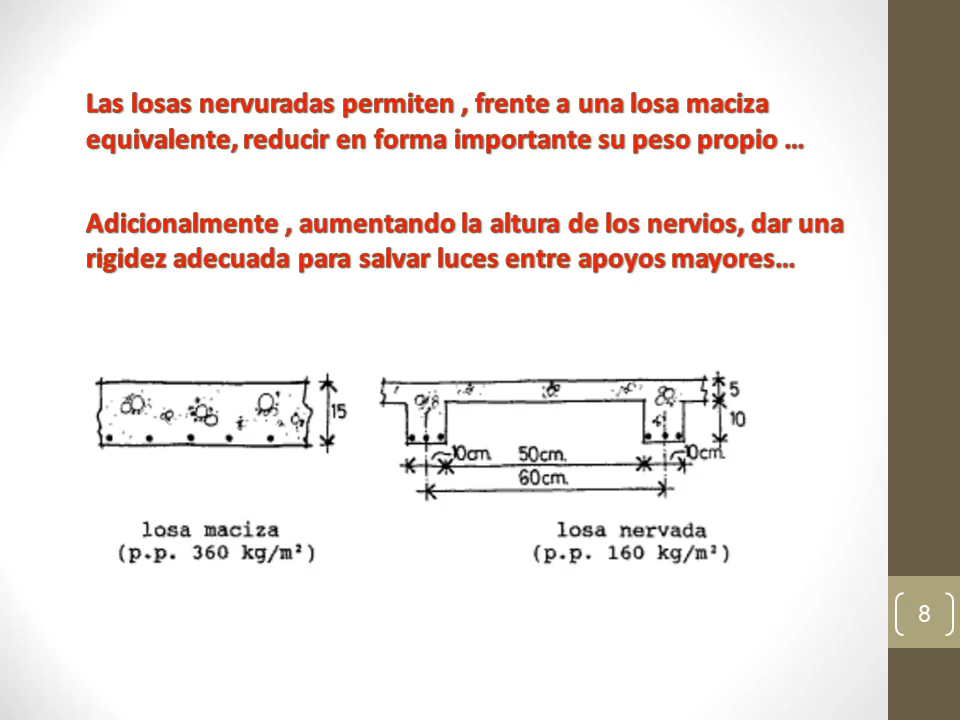 Las losas nervuradas permiten , frente a una losa maciza
equivalente, reducir en forma importante su peso propio ...
Adicionalmente , aumentando la altura de los nervios, dar una
rigidez adecuada para salvar luces entre apoyos mayores...
15
5
10
10cm.
50cm.
10cm.
60cm.
losa maciza
(p.p. 360 kg/m²)
losa nervada
(p.p. 160 kg/m²)
8